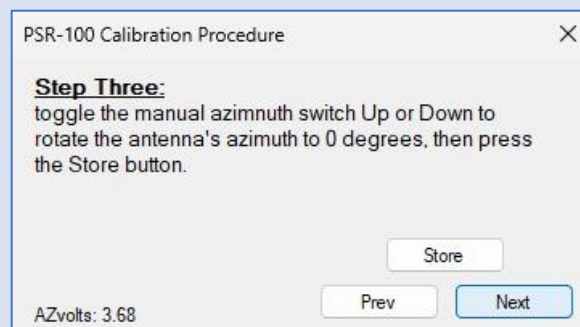 PSR-100 Calibration Procedure
Step Three:
toggle the manual azimnuth switch Up or Down to
rotate the antenna's azimuth to 0 degrees, then press
the Store button.
Store
AZvolts: 3.68
Prev
Next